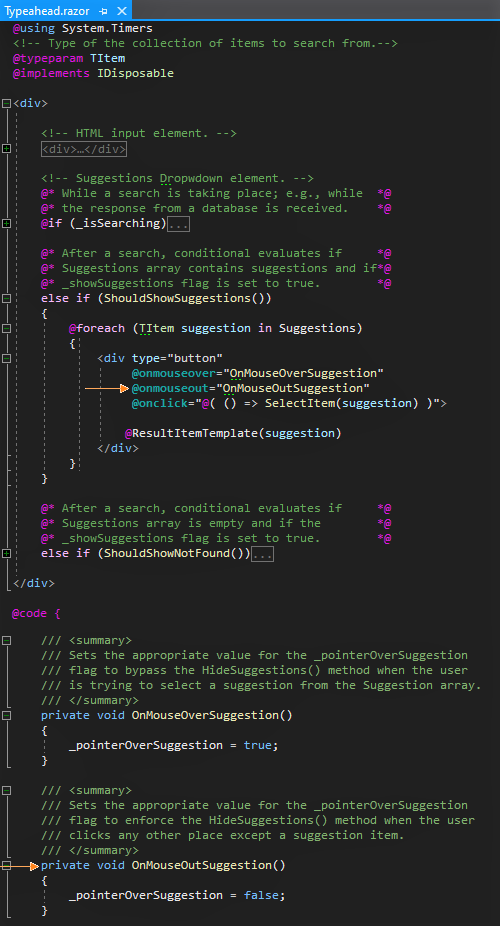 Typeahead.razor
@using System.Timers
<!-- Type of the collection of items to search from.-->
@typeparam TItem
@implements IDisposable
<div>
<!-- HTML input element. -->
<div>…</div>
<!-- Suggestions Dropdown element. -->
@* While a search is taking place; e.g., while *@
@* the response from a database is received. *@
@if (_isSearching)...
@* After a search, conditional evaluates if *@
@* Suggestions array contains suggestions and if*@
@* _showSuggestions flag is set to true. *@
else if (ShouldShowSuggestions())
{
@foreach (TItem suggestion in Suggestions)
{
<div type="button"
@onmouseover="OnMouseOverSuggestion"
@onmouseout="OnMouseOutSuggestion"
@onclick="@( () => SelectItem(suggestion) )">
@ResultItemTemplate(suggestion)
</div>
}
}
@* After a search, conditional evaluates if *@
@* Suggestions array is empty and if the *@
@* _showSuggestions flag is set to true. *@
else if (ShouldShowNotFound())...
</div>
@code {
/// <summary>
/// Sets the appropriate value for the _pointerOverSuggestion
/// flag to bypass the HideSuggestions() method when the user
/// is trying to select a suggestion from the Suggestion array.
/// </summary>
private void OnMouseOverSuggestion()
{
_pointerOverSuggestion = true;
}
/// <summary>
/// Sets the appropriate value for the _pointerOverSuggestion
/// flag to enforce the HideSuggestions() method when the user
/// clicks any other place except a suggestion item.
/// </summary>
private void OnMouseOutSuggestion()
{
_pointerOverSuggestion = false;
}